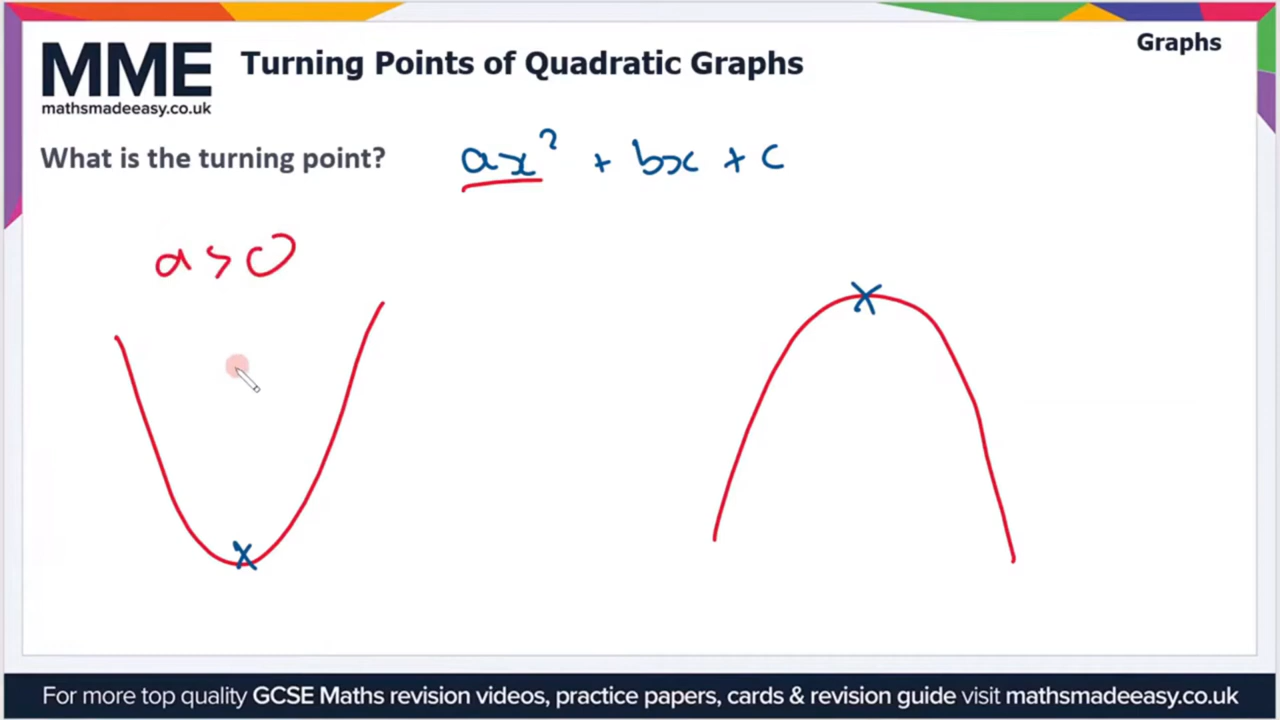 Graphs
MME
mathsmadeeasy.co.uk
Turning Points of Quadratic Graphs
What is the turning point? ax² + bx + c
a > 0
For more top quality GCSE Maths revision videos, practice papers, cards & revision guide visit mathsmadeeasy.co.uk